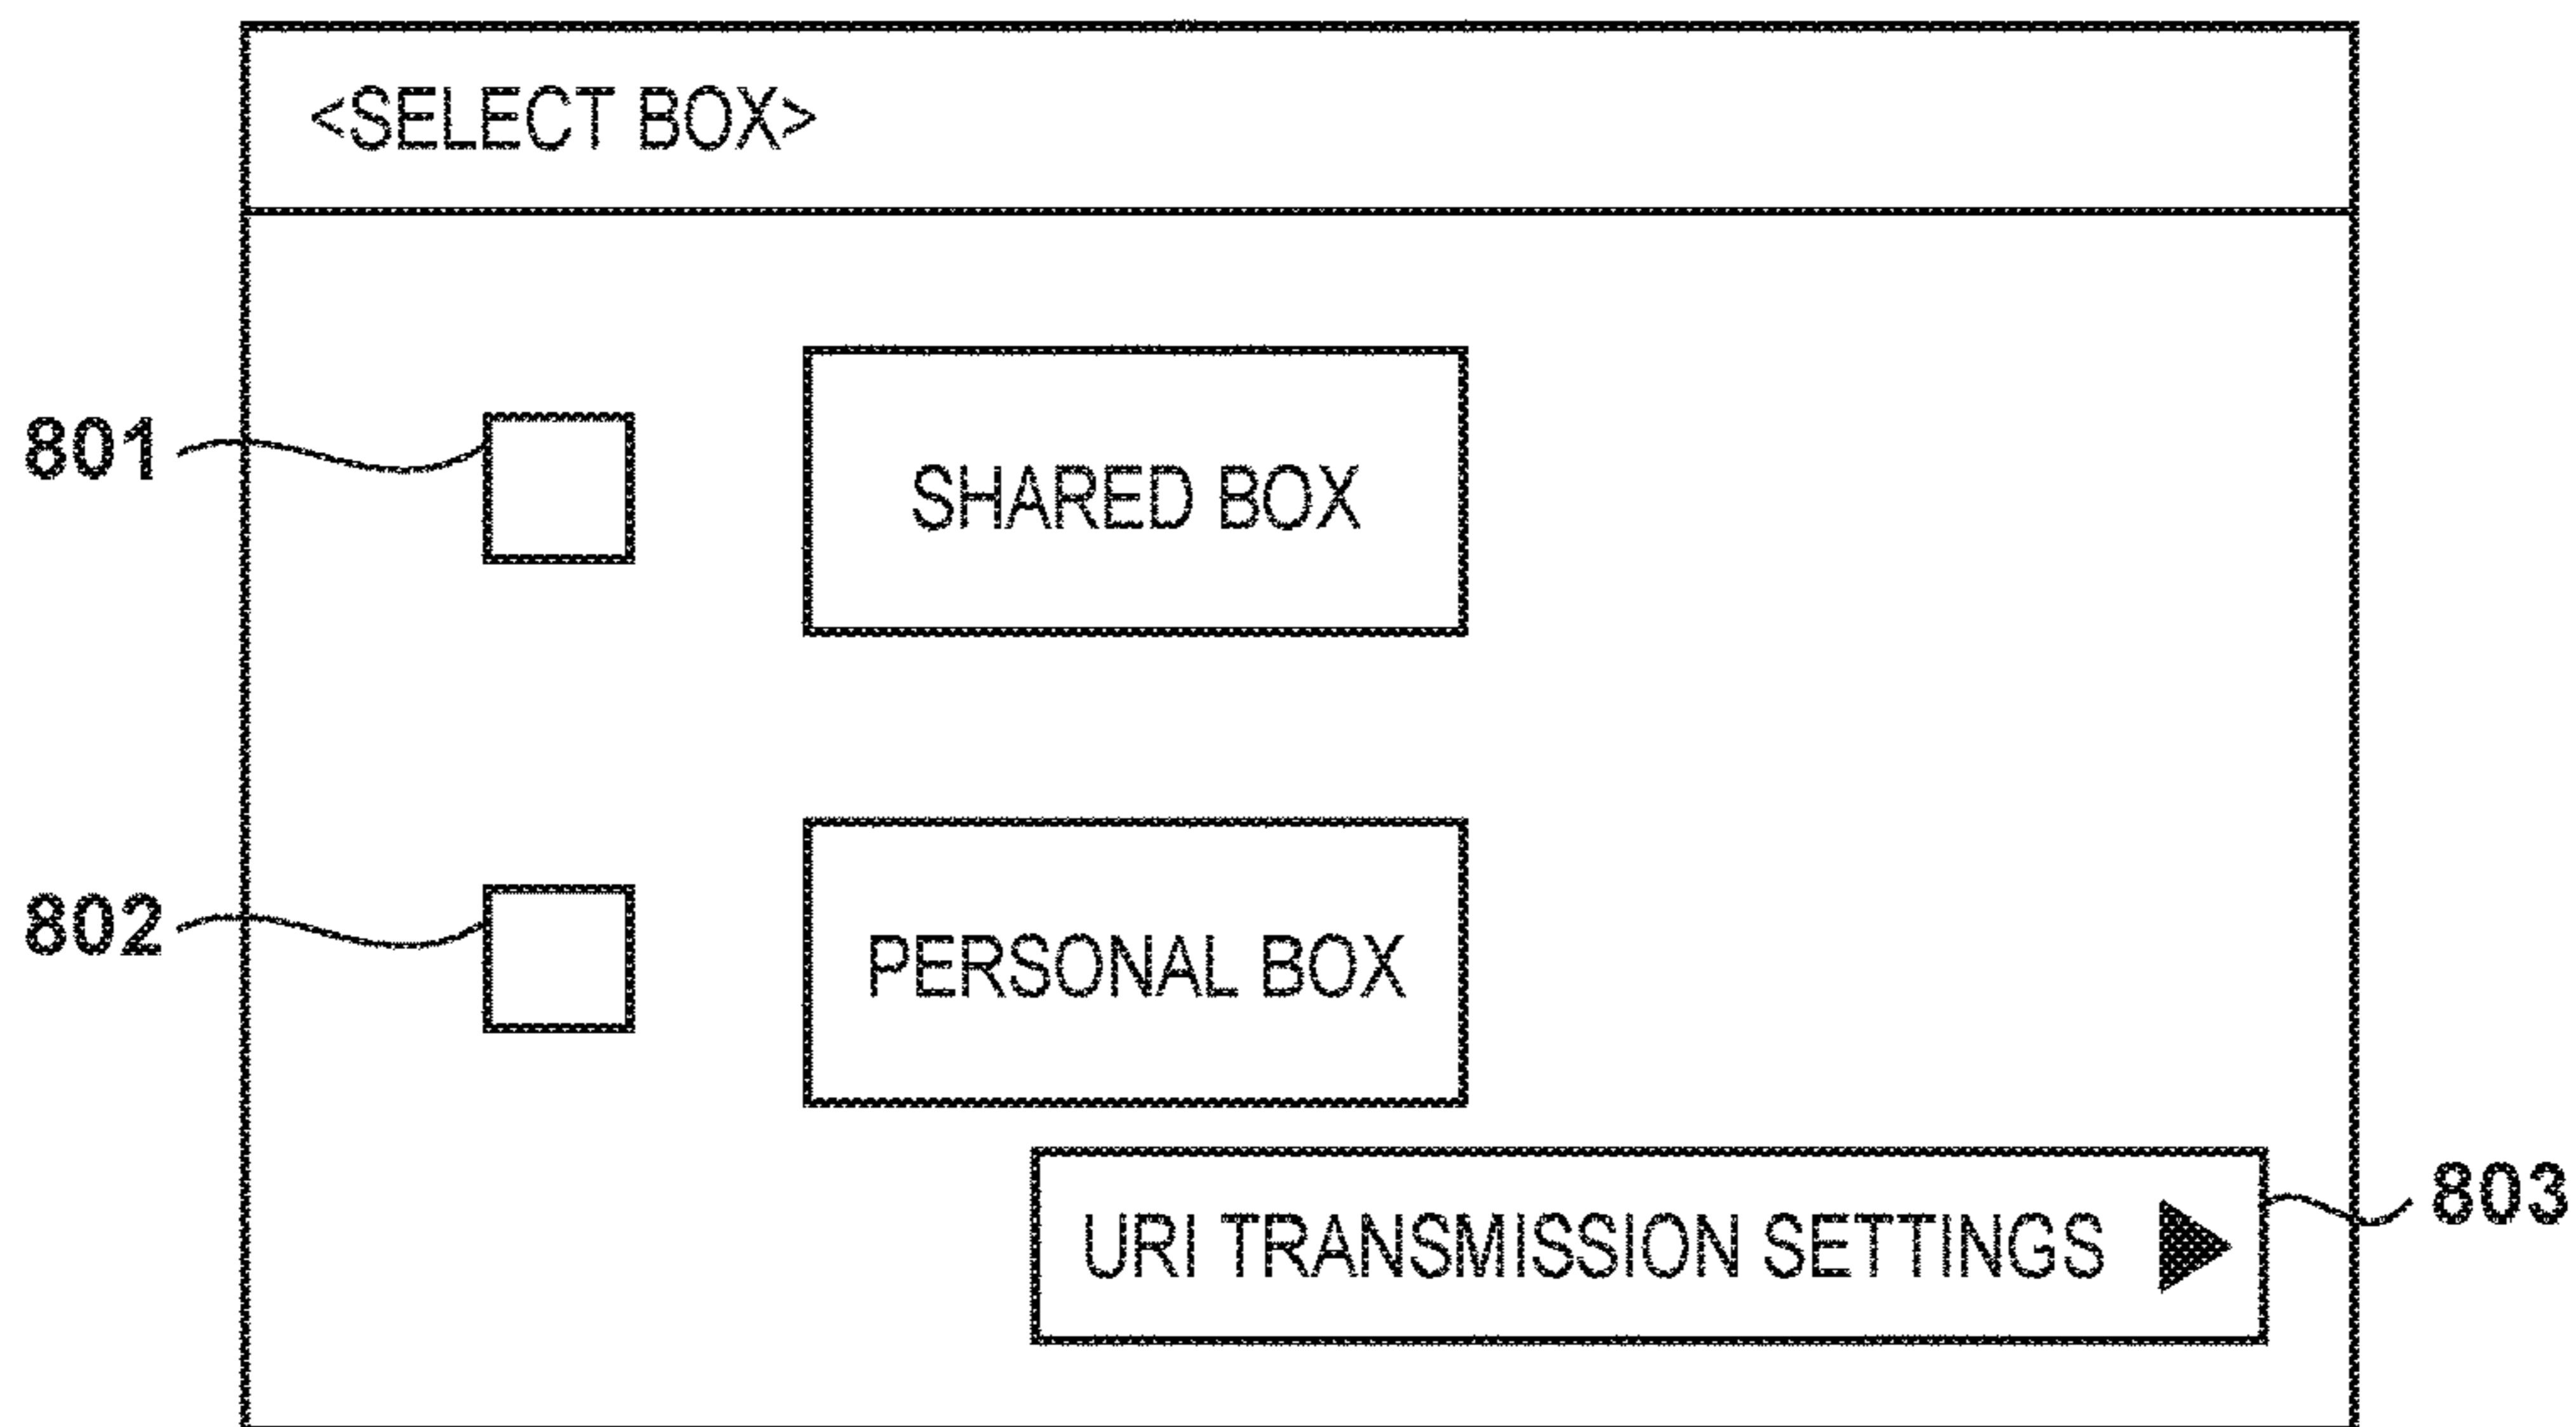 <SELECT BOX>
801
SHARED BOX
802
PERSONAL BOX
URI TRANSMISSION SETTINGS
803